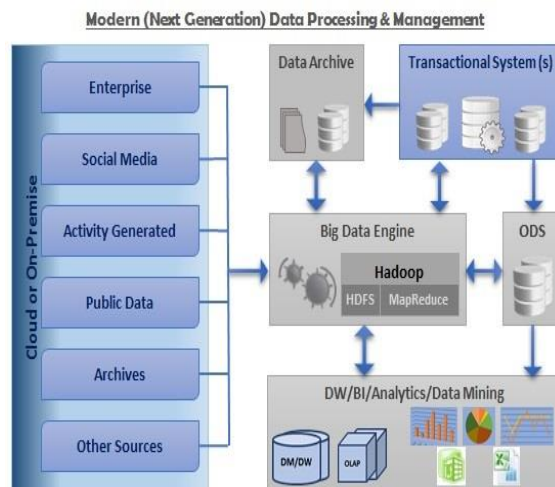 Modern (Next Generation) Data Processing & Management
Cloud or On-Premise
Enterprise
Social Media
Activity Generated
Public Data
Archives
Other Sources
Data Archive
Transactional System (s)
Big Data Engine
Hadoop
HDFS
MapReduce
ODS
DW/BI/Analytics/Data Mining
DM/DW
OLAP